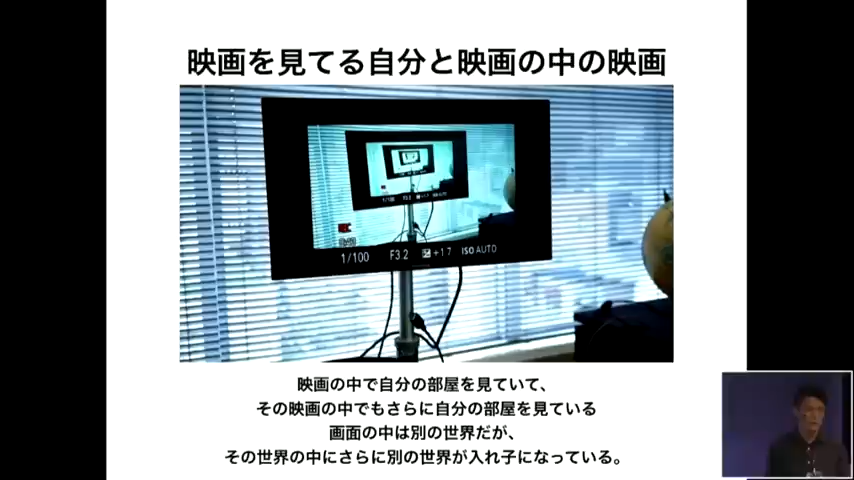 映画を見てる自分と映画の中の映画
1/100 F3.2 +1.7 ISO AUTO
1/100 F3.2 +1.7 ISO AUTO
映画の中で自分の部屋を見ていて、
その映画の中でもさらに自分の部屋を見ている
画面の中は別の世界だが、
その世界の中にさらに別の世界が入れ子になっている。